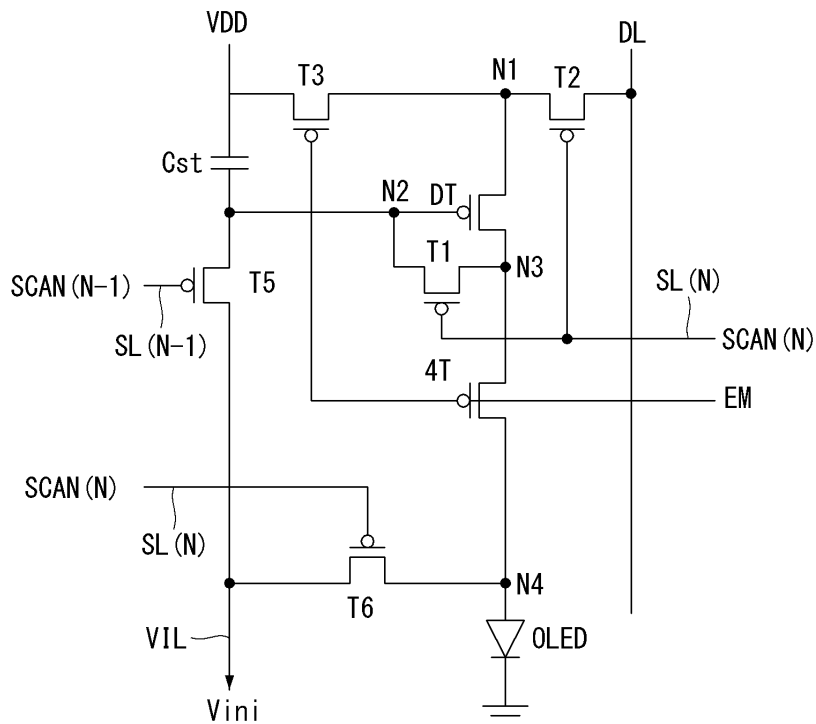 VDD
DL
T3
N1
T2
Cst
N2
DT
T1
N3
SCAN(N-1)
T5
SL(N)
SL(N-1)
SCAN(N)
4T
EM
SCAN(N)
SL(N)
N4
T6
VIL
OLED
Vini